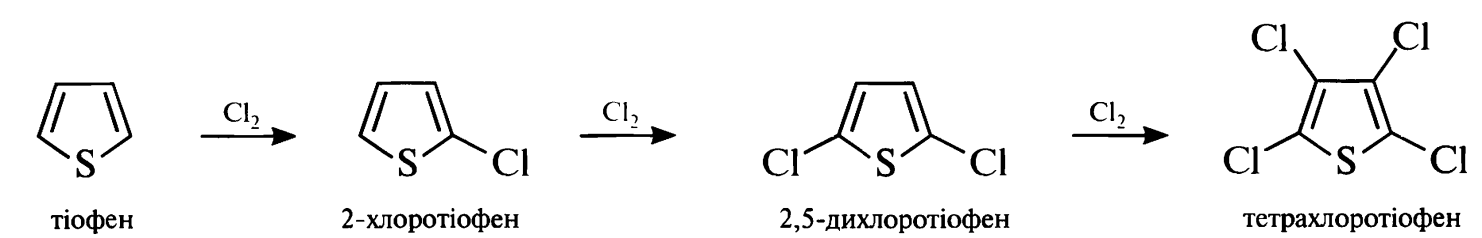 Cl Cl
Cl₂ Cl₂ Cl₂
S S Cl Cl S Cl Cl S Cl
тіофен 2-хлоротіофен 2,5-дихлоротіофен тетрахлоротіофен